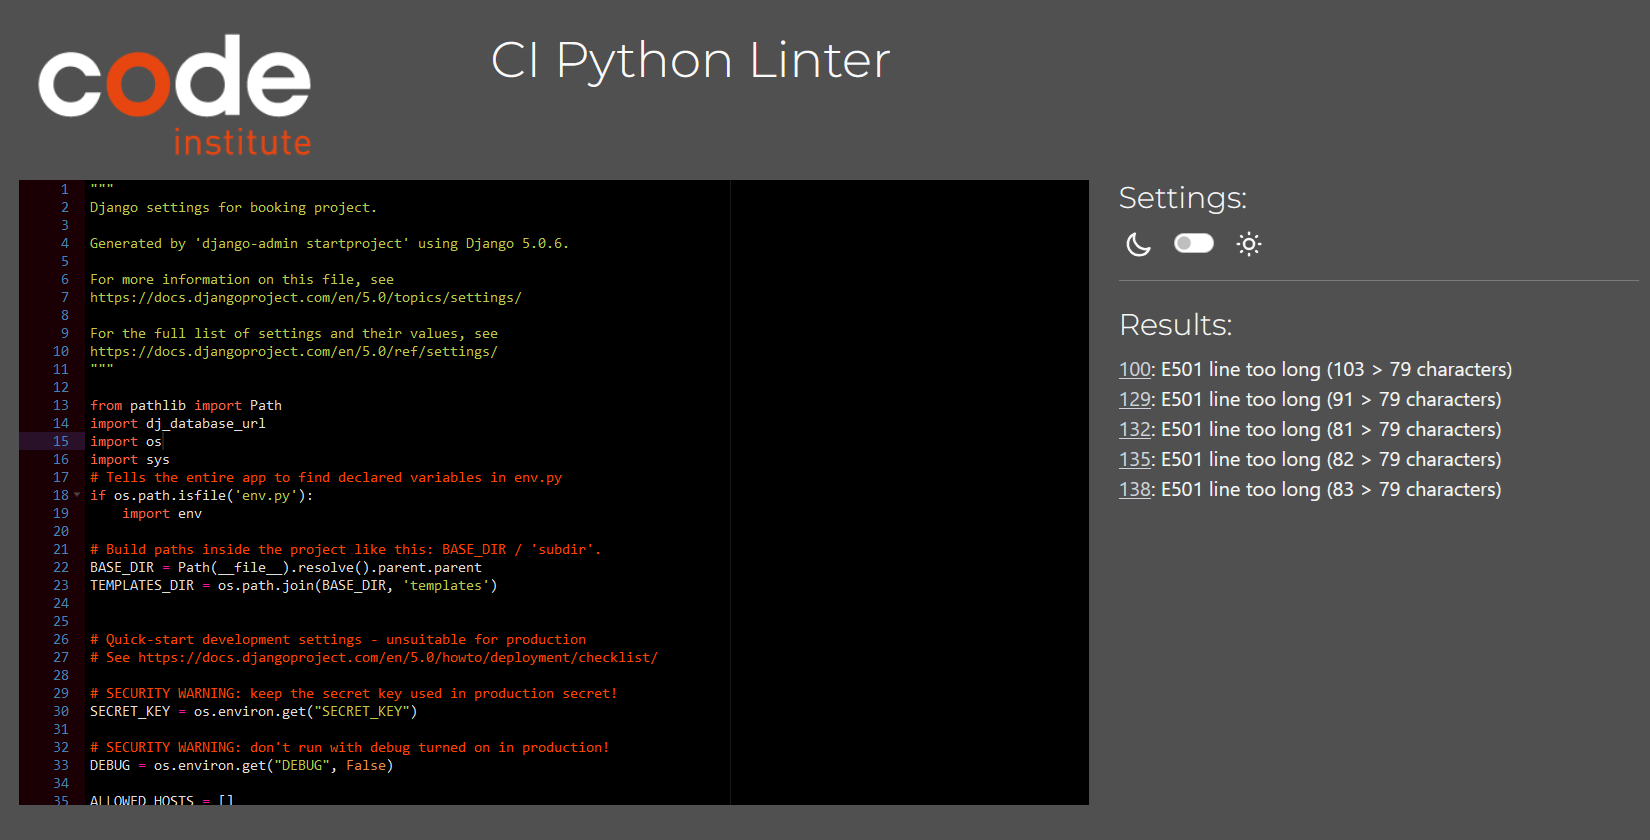 code
institute
CI Python Linter
1 """
2 Django settings for booking project.
3
4 Generated by 'django-admin startproject' using Django 5.0.6.
5
6 For more information on this file, see
7 https://docs.djangoproject.com/en/5.0/topics/settings/
8
9 For the full list of settings and their values, see
10 https://docs.djangoproject.com/en/5.0/ref/settings/
11 """
12
13 from pathlib import Path
14 import dj_database_url
15 import os
16 import sys
17 # Tells the entire app to find declared variables in env.py
18 if os.path.isfile('env.py'):
19     import env
20
21 # Build paths inside the project like this: BASE_DIR / 'subdir'.
22 BASE_DIR = Path(__file__).resolve().parent.parent
23 TEMPLATES_DIR = os.path.join(BASE_DIR, 'templates')
24
25
26 # Quick-start development settings - unsuitable for production
27 # See https://docs.djangoproject.com/en/5.0/howto/deployment/checklist/
28
29 # SECURITY WARNING: keep the secret key used in production secret!
30 SECRET_KEY = os.environ.get("SECRET_KEY")
31
32 # SECURITY WARNING: don't run with debug turned on in production!
33 DEBUG = os.environ.get("DEBUG", False)
34
35 ALLOWED_HOSTS = []
Settings:
Results:
100: E501 line too long (103 > 79 characters)
129: E501 line too long (91 > 79 characters)
132: E501 line too long (81 > 79 characters)
135: E501 line too long (82 > 79 characters)
138: E501 line too long (83 > 79 characters)